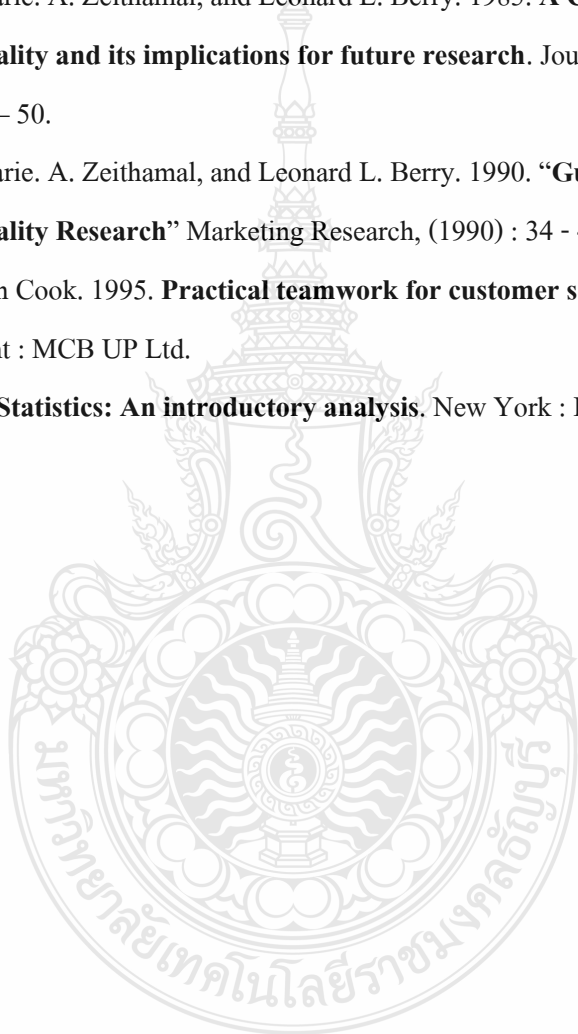 arie. A. Zeithamal, and Leonard L. Berry. 1985. A C
ality and its implications for future research. Jou
– 50.
arie. A. Zeithamal, and Leonard L. Berry. 1990. “Gu
ality Research” Marketing Research, (1990) : 34 -
n Cook. 1995. Practical teamwork for customer s
t : MCB UP Ltd.
Statistics: An introductory analysis. New York :
มหาวิทยาลัยเทคโนโลยีราชมงคลธัญบุรี